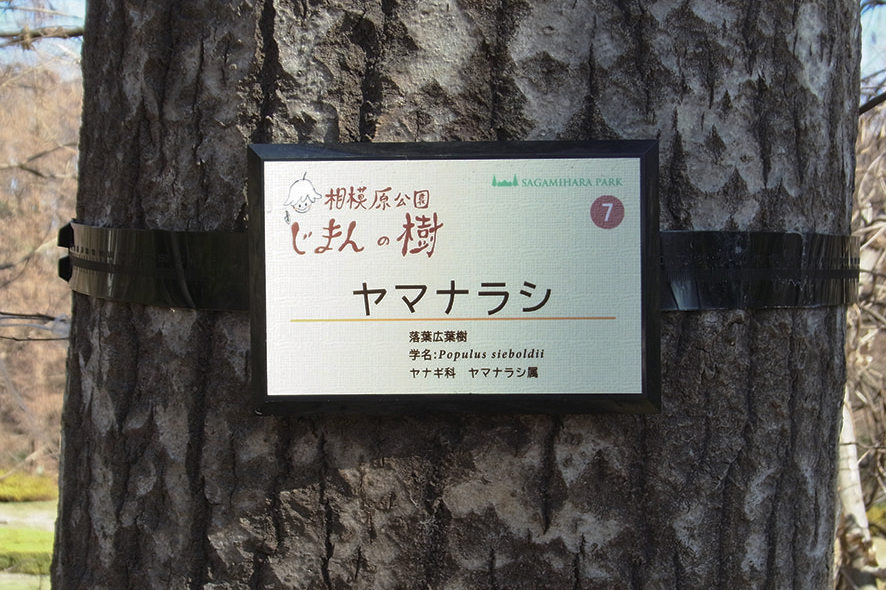 相模原公園
じまんの樹
SAGAMIHARA PARK
7
ヤマナラシ
落葉広葉樹
学名:Populus sieboldii
ヤナギ科　ヤマナラシ属